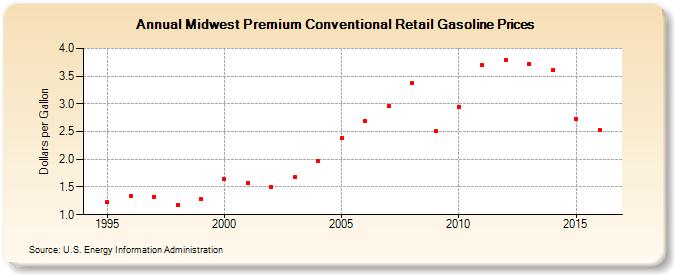 Annual Midwest Premium Conventional Retail Gasoline Prices
Dollars per Gallon
4.0
3.5
3.0
2.5
2.0
1.5
1.0
1995 2000 2005 2010 2015
Source: U.S. Energy Information Administration